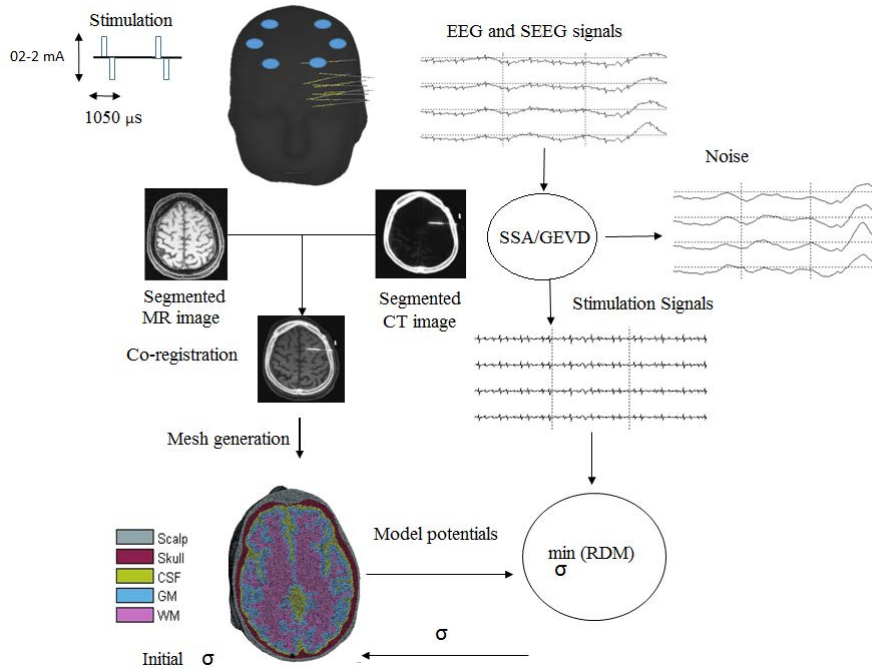 Stimulation
02-2 mA
1050 µs
EEG and SEEG signals
Noise
SSA/GEVD
Segmented
MR image
Segmented
CT image
Stimulation Signals
Co-registration
Mesh generation
Scalp
Skull
CSF
GM
WM
Model potentials
min (RDM)
σ
σ
Initial σ